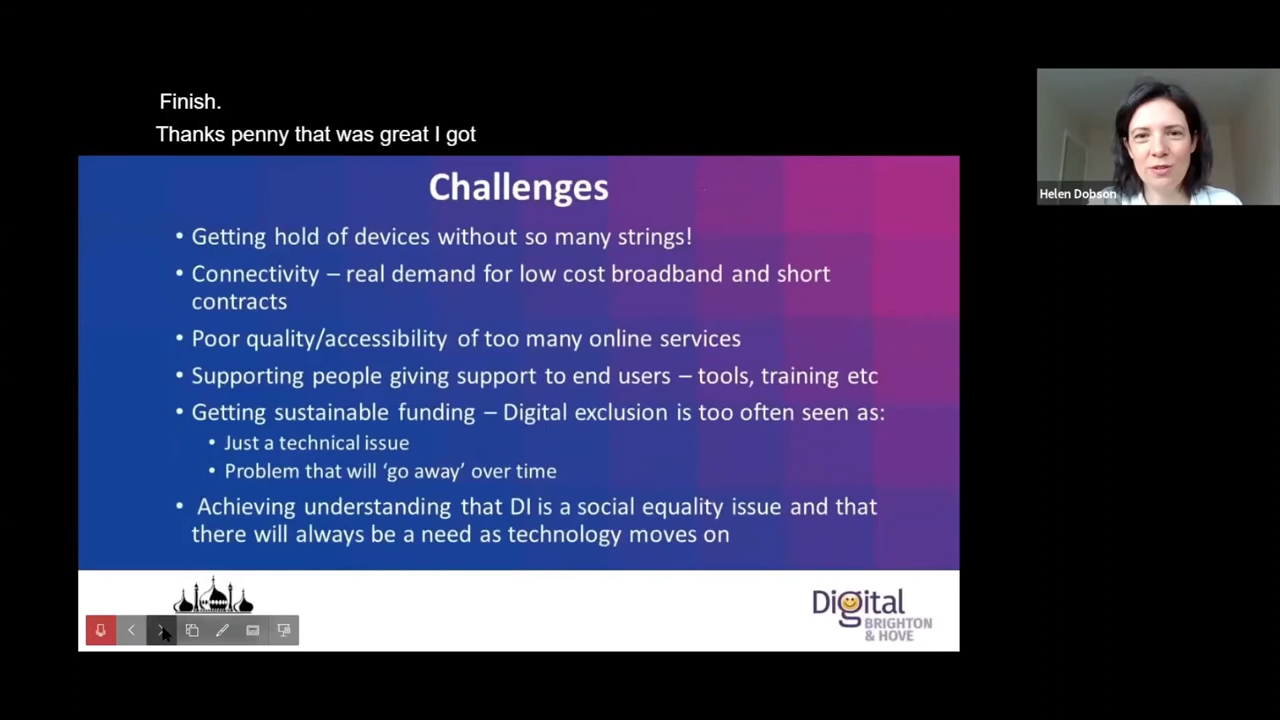 Finish.
Thanks penny that was great I got
Helen Dobson
Challenges
• Getting hold of devices without so many strings!
• Connectivity – real demand for low cost broadband and short
contracts
• Poor quality/accessibility of too many online services
• Supporting people giving support to end users – tools, training etc
• Getting sustainable funding – Digital exclusion is too often seen as:
• Just a technical issue
• Problem that will ‘go away’ over time
• Achieving understanding that DI is a social equality issue and that
there will always be a need as technology moves on
Digital
BRIGHTON
& HOVE